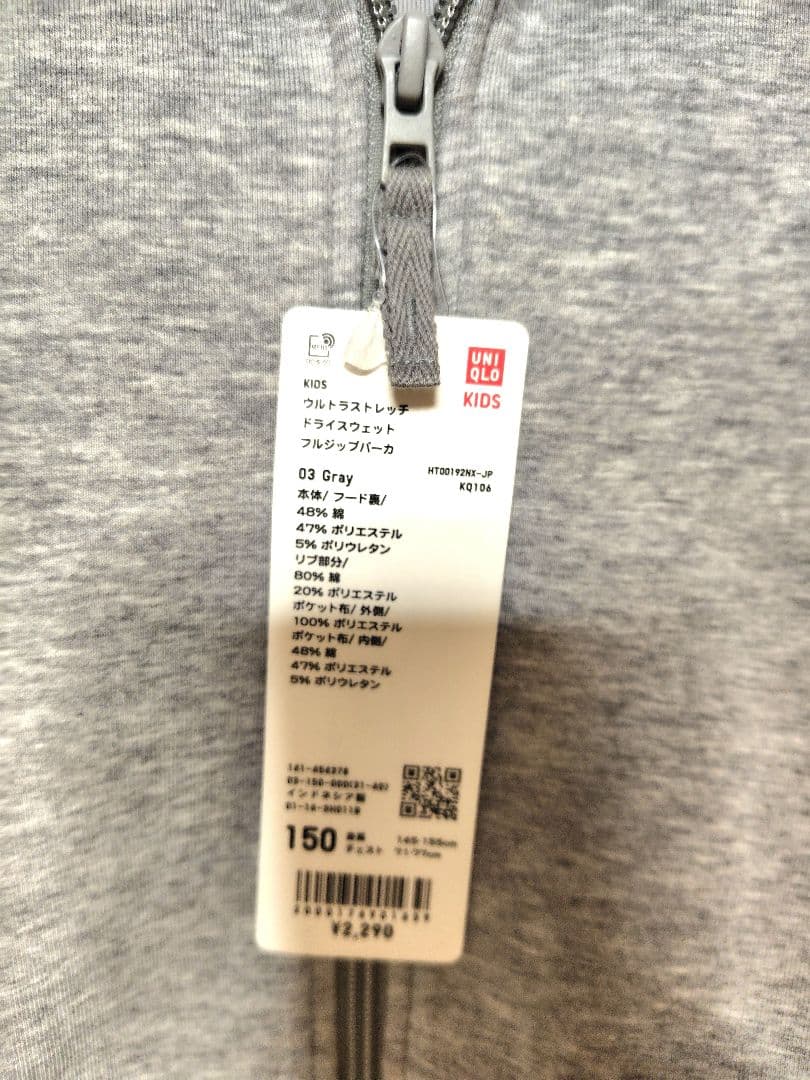 UNI
QLO
KIDS
KIDS
ウルトラストレッチ
ドライスウェット
フルジップパーカ
03 Gray
HT00192NX-JP
KQ106
本体/ フード裏/
48% 綿
47% ポリエステル
5% ポリウレタン
リブ部分/
80% 綿
20% ポリエステル
ポケット布/ 外側/
100% ポリエステル
ポケット布/ 内側/
48% 綿
47% ポリエステル
5% ポリウレタン
インドネシア製
150 身長
チェスト
¥2,290